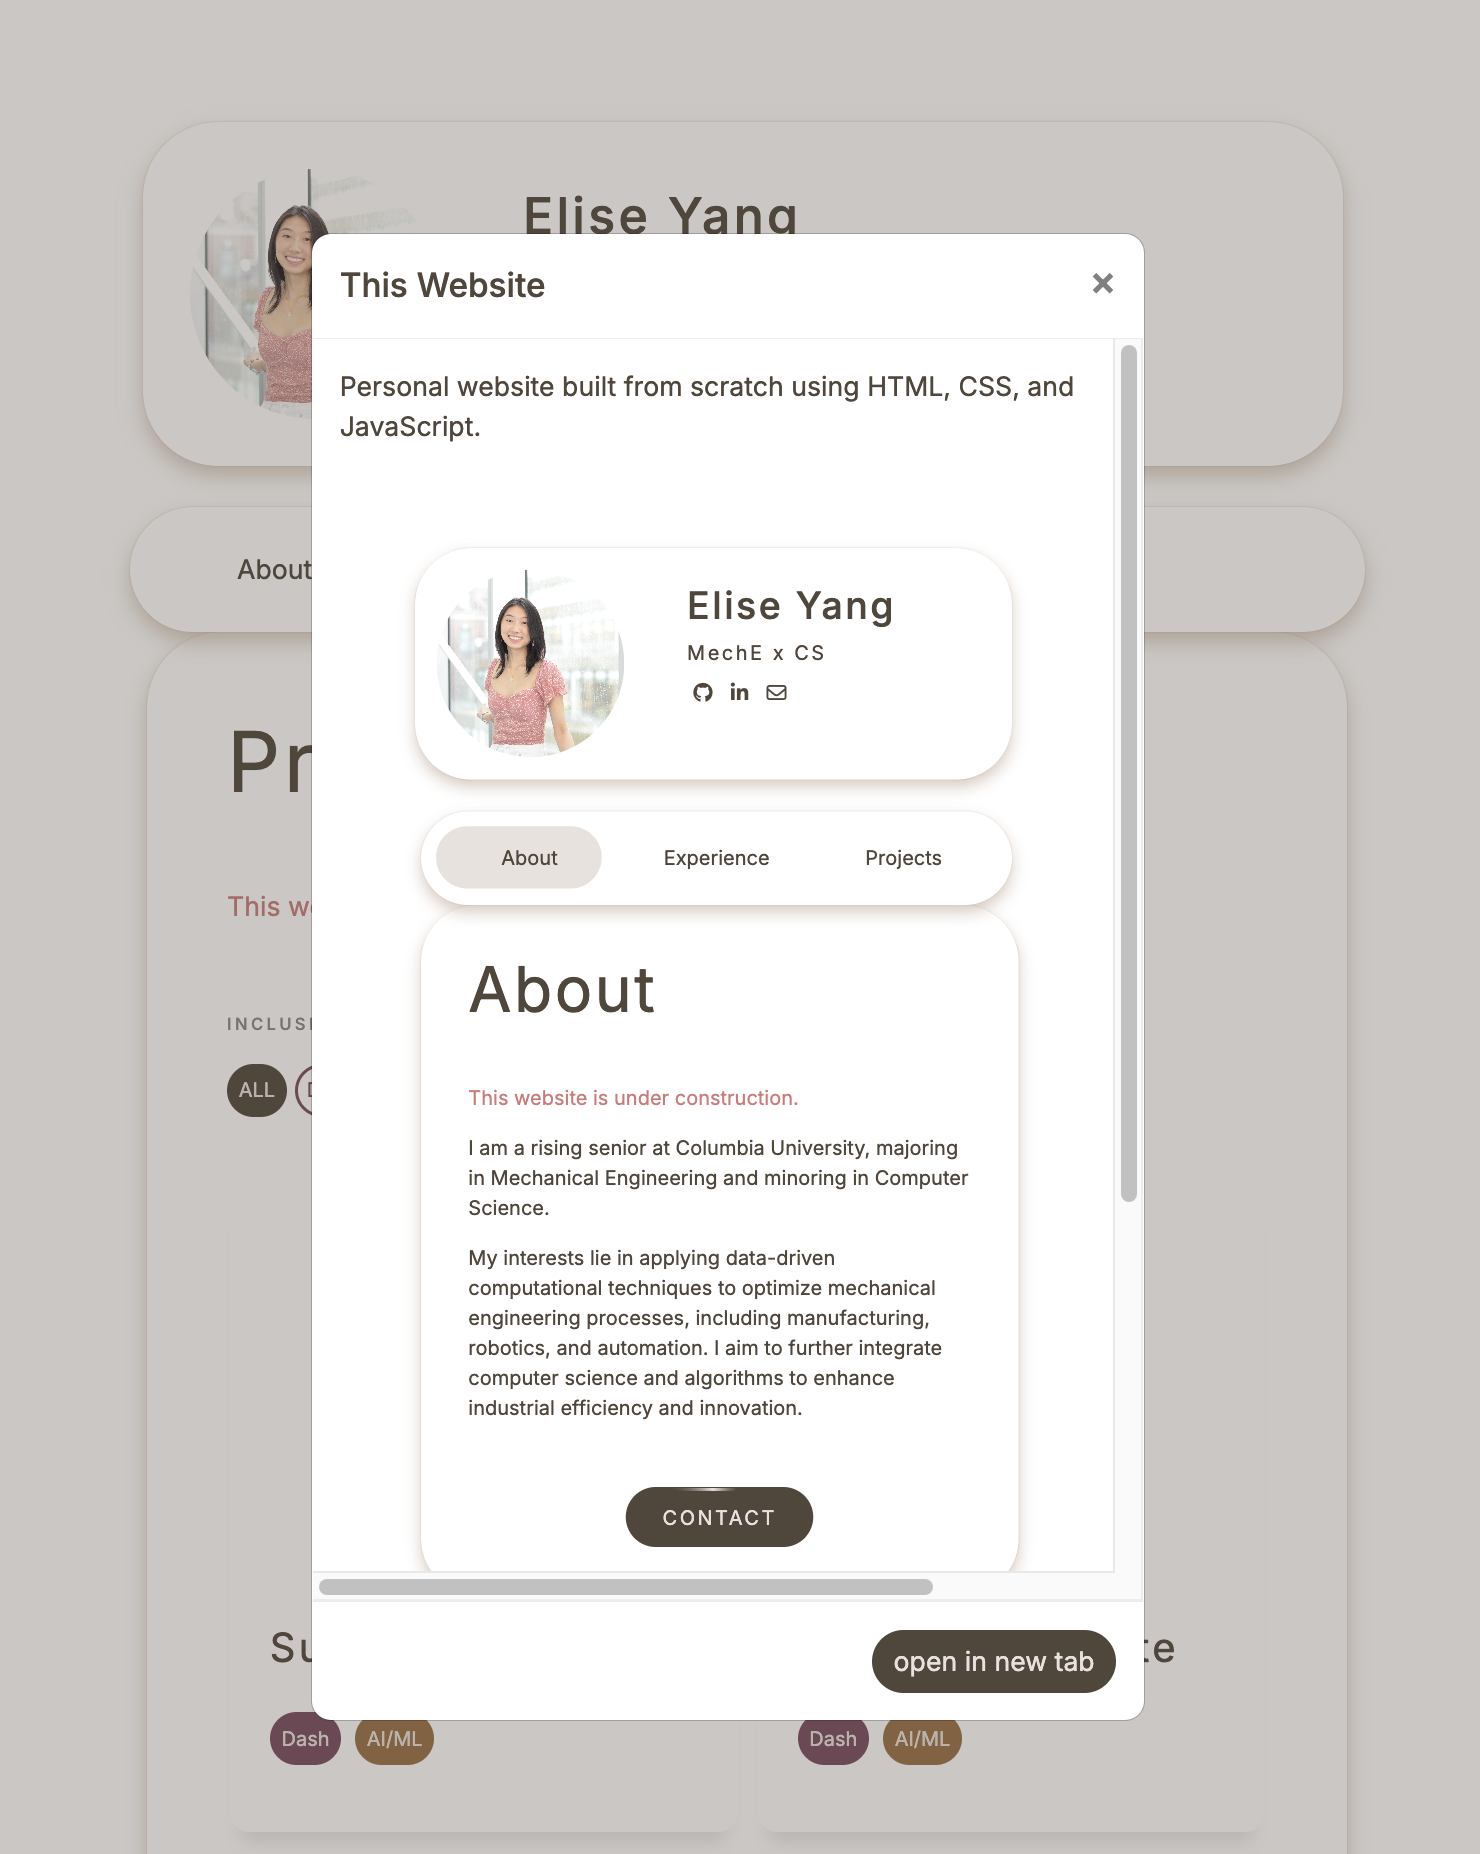 Elise Yang
This Website
Personal website built from scratch using HTML, CSS, and
JavaScript.
About
Elise Yang
MechE x CS
in
About Experience Projects
About
This website is under construction.
I am a rising senior at Columbia University, majoring
in Mechanical Engineering and minoring in Computer
Science.
My interests lie in applying data-driven
computational techniques to optimize mechanical
engineering processes, including manufacturing,
robotics, and automation. I aim to further integrate
computer science and algorithms to enhance
industrial efficiency and innovation.
CONTACT
open in new tab
This
ALL
Dash AI/ML
Dash AI/ML